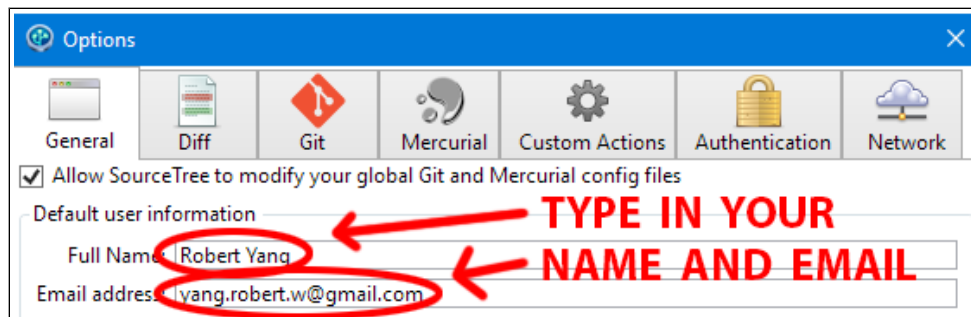 Options
General Diff Git Mercurial Custom Actions Authentication Network
Allow SourceTree to modify your global Git and Mercurial config files
Default user information
TYPE IN YOUR
Full Name: Robert Yang
NAME AND EMAIL
Email address: yang.robert.w@gmail.com